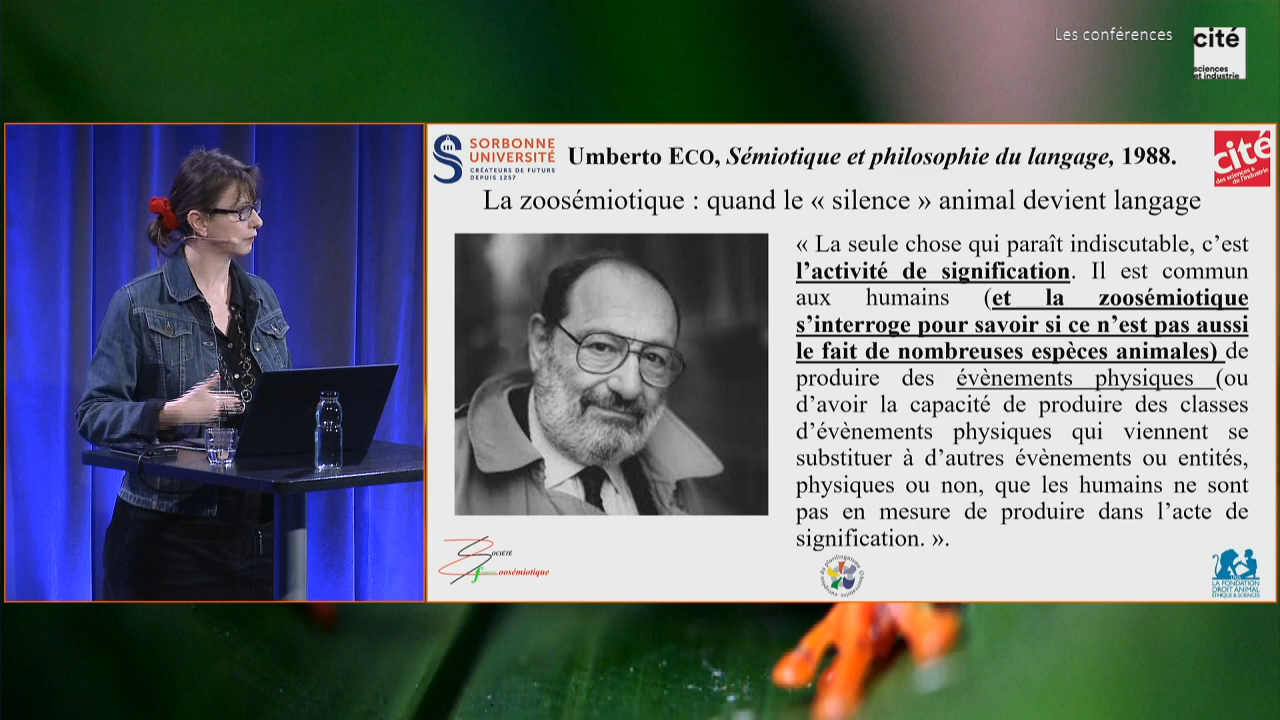 Les conférences
cité
sciences
et industrie
SORBONNE
UNIVERSITÉ
CRÉATEURS DE FUTURS
DEPUIS 1257
Umberto ECO, Sémiotique et philosophie du langage, 1988.
cité
des sciences &
de l'industrie
La zoosémiotique : quand le « silence » animal devient langage
« La seule chose qui paraît indiscutable, c’est
l’activité de signification. Il est commun
aux humains (et la zoosémiotique
s’interroge pour savoir si ce n’est pas aussi
le fait de nombreuses espèces animales) de
produire des évènements physiques (ou
d’avoir la capacité de produire des classes
d’évènements physiques qui viennent se
substituer à d’autres évènements ou entités,
physiques ou non, que les humains ne sont
pas en mesure de produire dans l’acte de
signification. ».
Société
f
Zoosémiotique
LA FONDATION
DROIT ANIMAL
ÉTHIQUE & SCIENCES